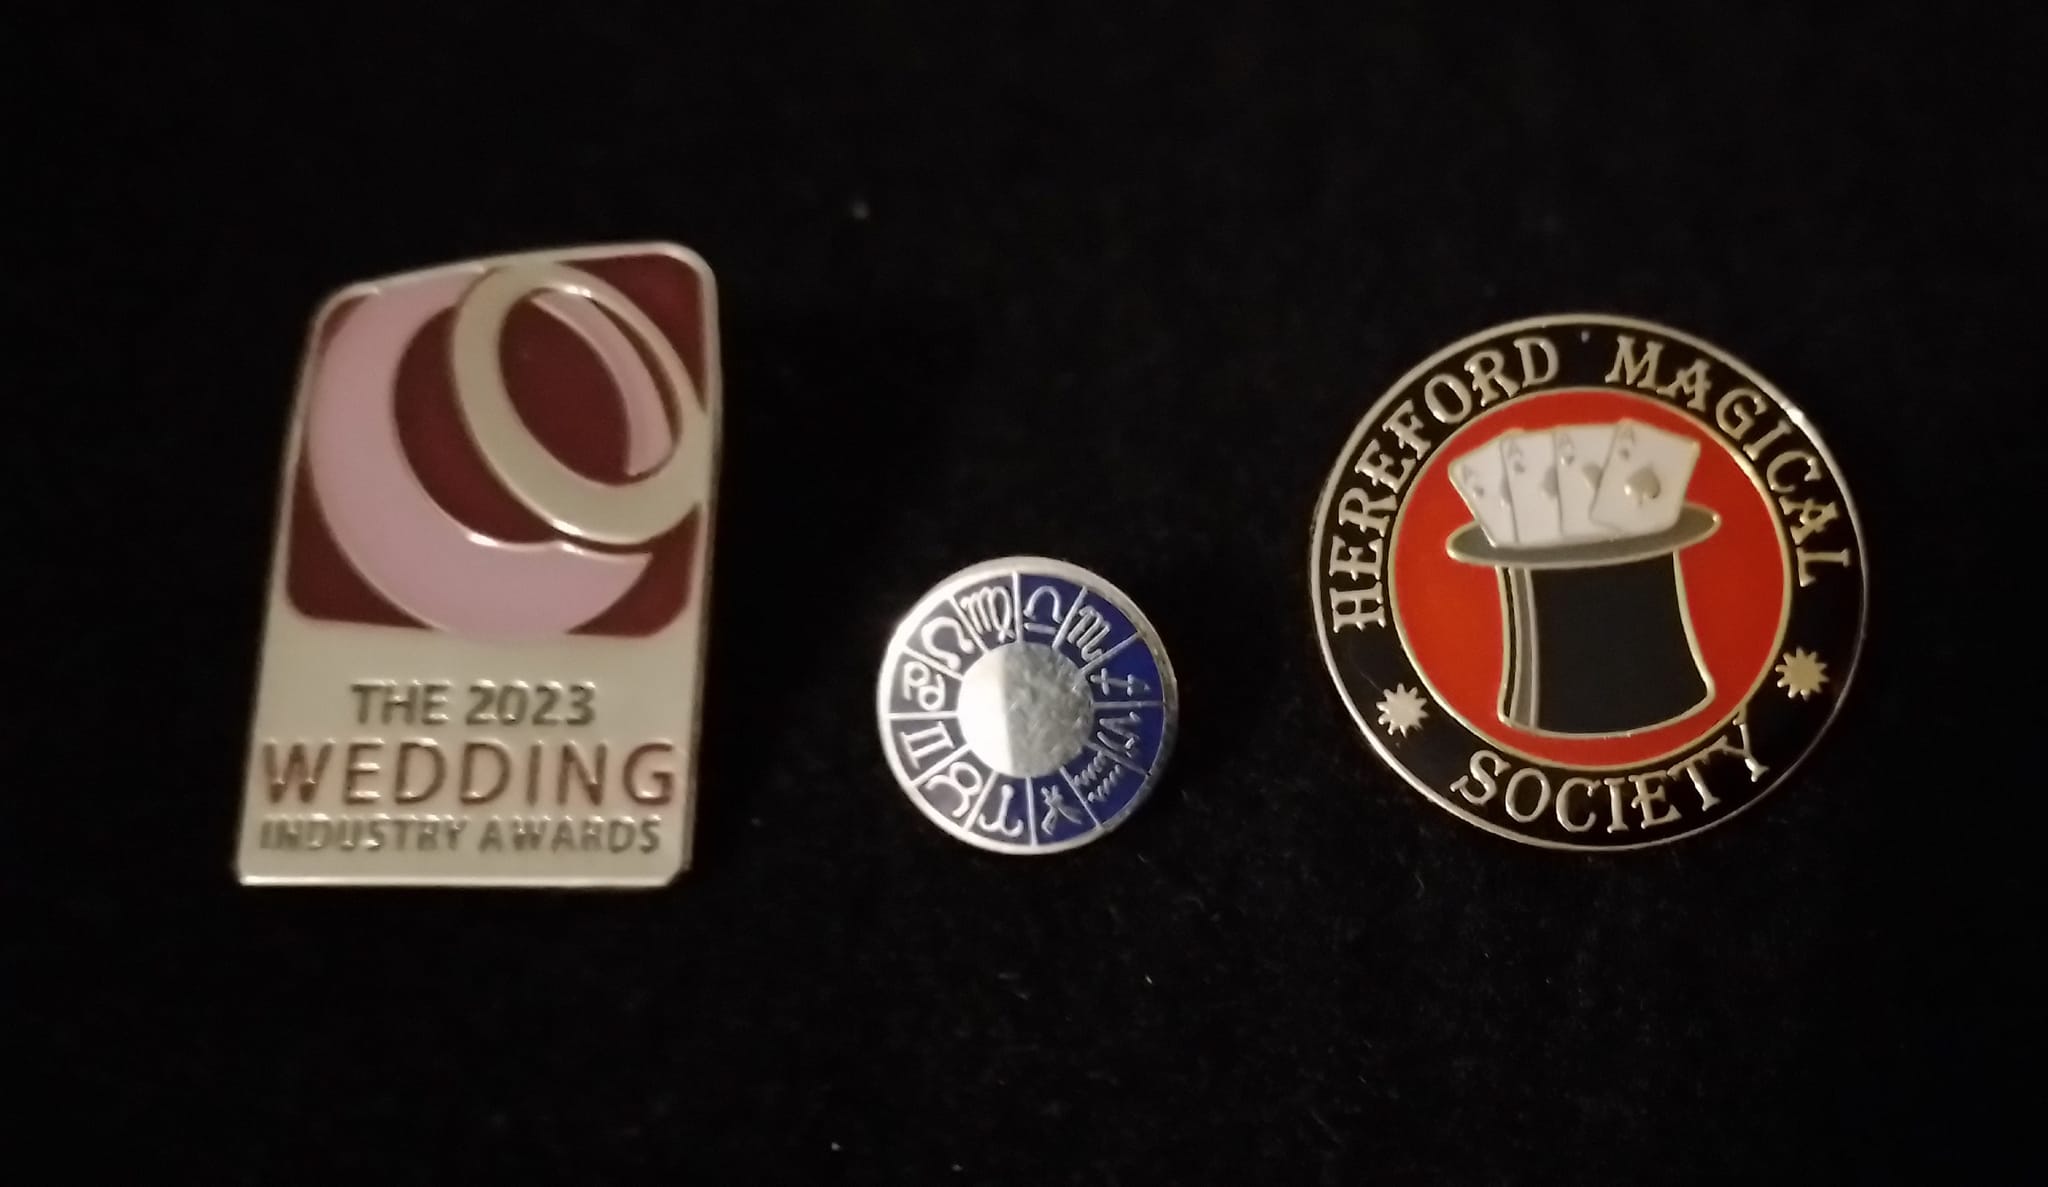 THE 2023
WEDDING
INDUSTRY AWARDS
HEREFORD MAGICAL
SOCIETY
A
A
A
A